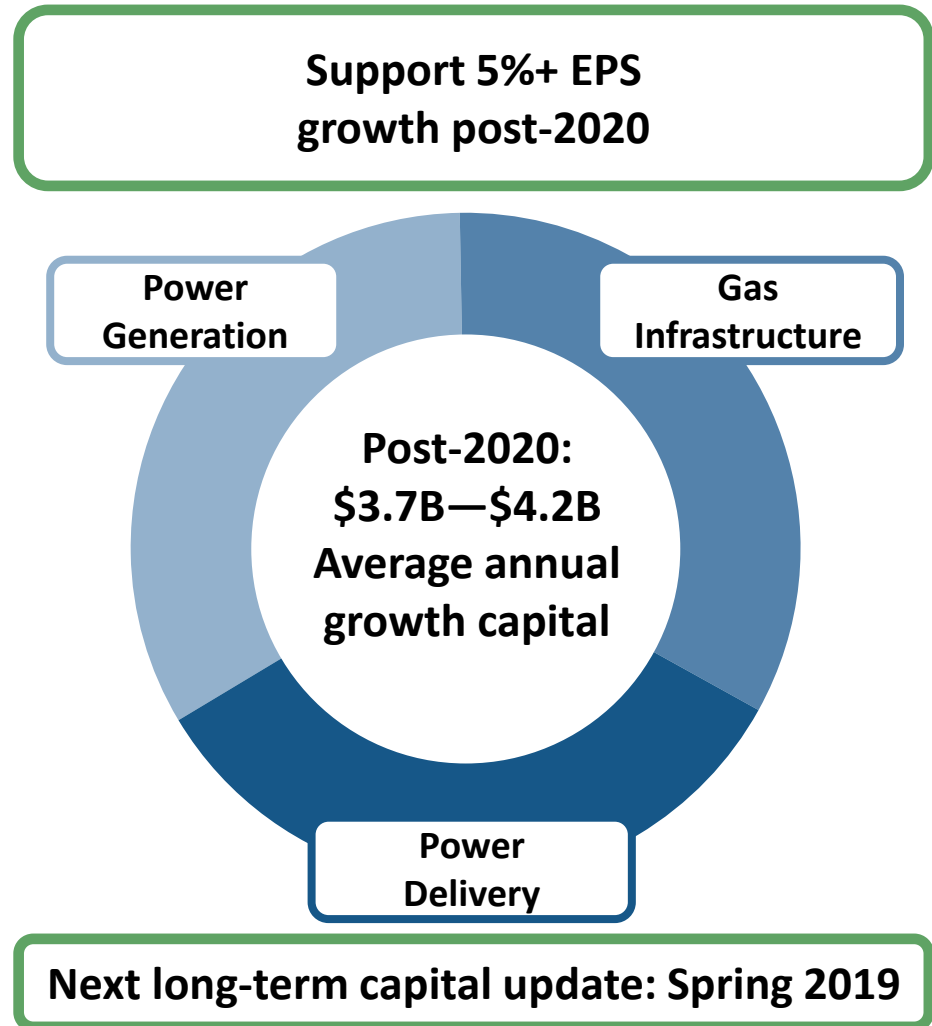 Support 5%+ EPS
growth post-2020
Power
Generation
Gas
Infrastructure
Post-2020:
$3.7B—$4.2B
Average annual
growth capital
Power
Delivery
Next long-term capital update: Spring 2019